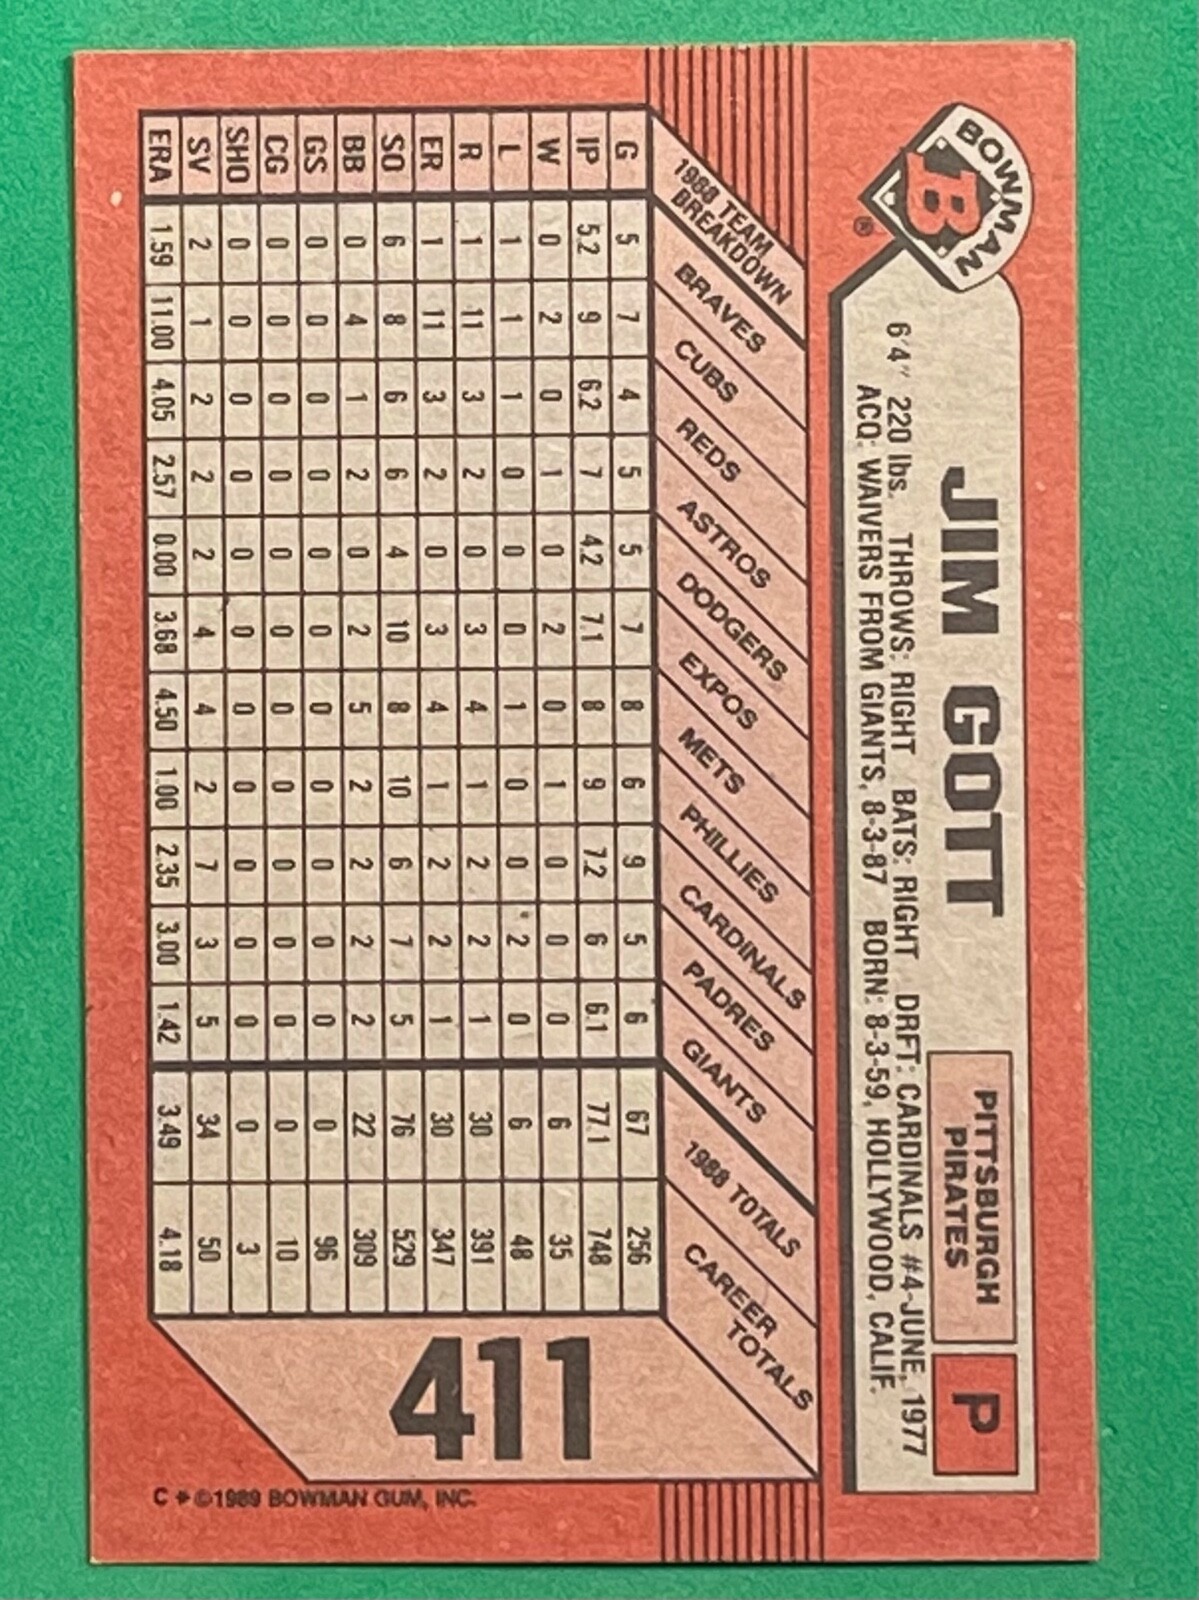 BOWMAN
B
®
JIM GOTT
PITTSBURGH
PIRATES
P
6'4" 220 lbs. THROWS: RIGHT BATS: RIGHT DRFT: CARDINALS #4-JUNE, 1977
ACQ: WAIVERS FROM GIANTS, 8-3-87 BORN: 8-3-59, HOLLYWOOD, CALIF.
1988 TEAM
BREAKDOWN
BRAVES CUBS REDS ASTROS DODGERS EXPOS METS PHILLIES CARDINALS PADRES GIANTS 1988 TOTALS CAREER
TOTALS
G 5 7 4 5 5 7 8 6 9 5 6 67 256
IP 5.2 9 6.2 7 4.2 7.1 8 9 7.2 6 6.1 77.1 748
W 0 2 0 1 0 2 0 1 0 0 0 6 35
L 1 1 1 0 0 0 1 0 0 2 0 6 48
R 1 11 3 2 0 3 4 1 2 2 1 30 391
ER 1 11 3 2 0 3 4 1 2 2 1 30 347
SO 6 8 6 6 4 10 8 10 6 7 5 76 529
BB 0 4 1 2 0 2 5 2 2 2 2 22 309
GS 0 0 0 0 0 0 0 0 0 0 0 0 96
CG 0 0 0 0 0 0 0 0 0 0 0 0 10
SHO 0 0 0 0 0 0 0 0 0 0 0 0 3
SV 2 1 2 2 2 4 4 2 7 3 5 34 50
ERA 1.59 11.00 4.05 2.57 0.00 3.68 4.50 1.00 2.35 3.00 1.42 3.49 4.18
411
C * © 1989 BOWMAN GUM, INC.